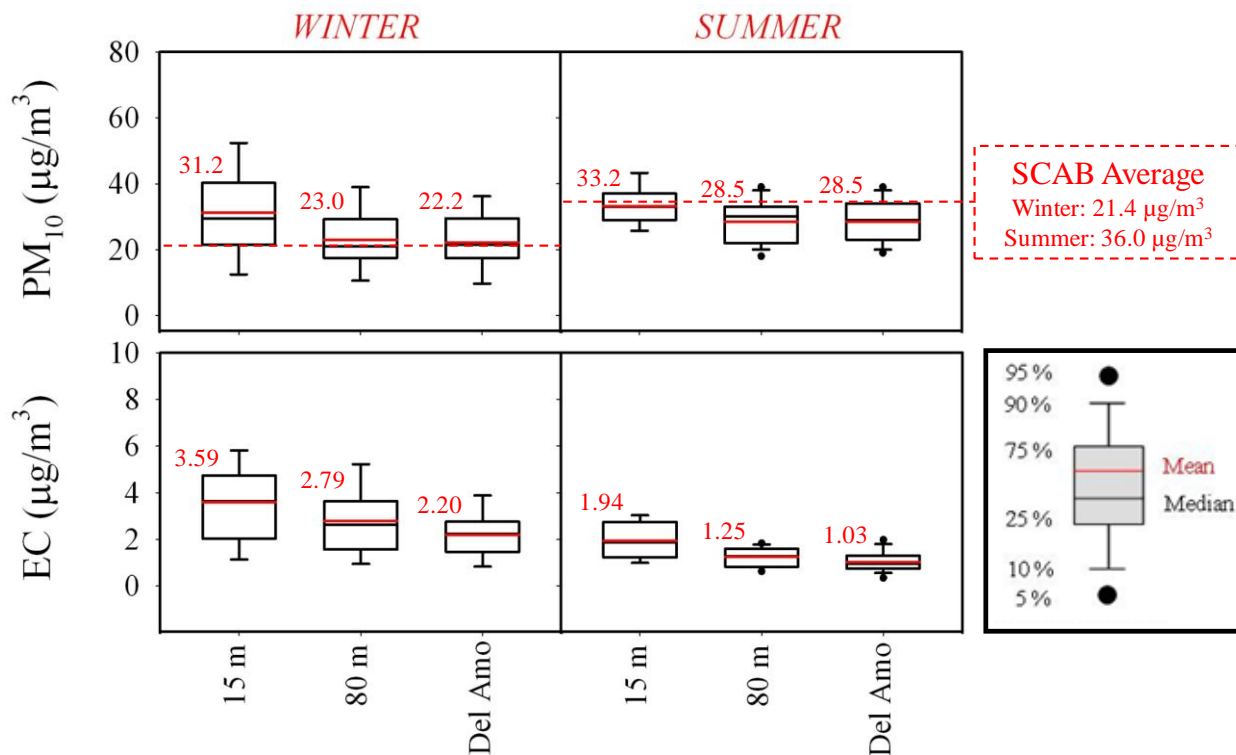 WINTER SUMMER
PM10 (µg/m3)
80
60
40
20
0
31.2
23.0
22.2
33.2
28.5
28.5
SCAB Average
Winter: 21.4 µg/m3
Summer: 36.0 µg/m3
EC (µg/m3)
10
8
6
4
2
0
3.59
2.79
2.20
1.94
1.25
1.03
15 m
80 m
Del Amo
15 m
80 m
Del Amo
95 %
90 %
75 %
25 %
10 %
5 %
Mean
Median